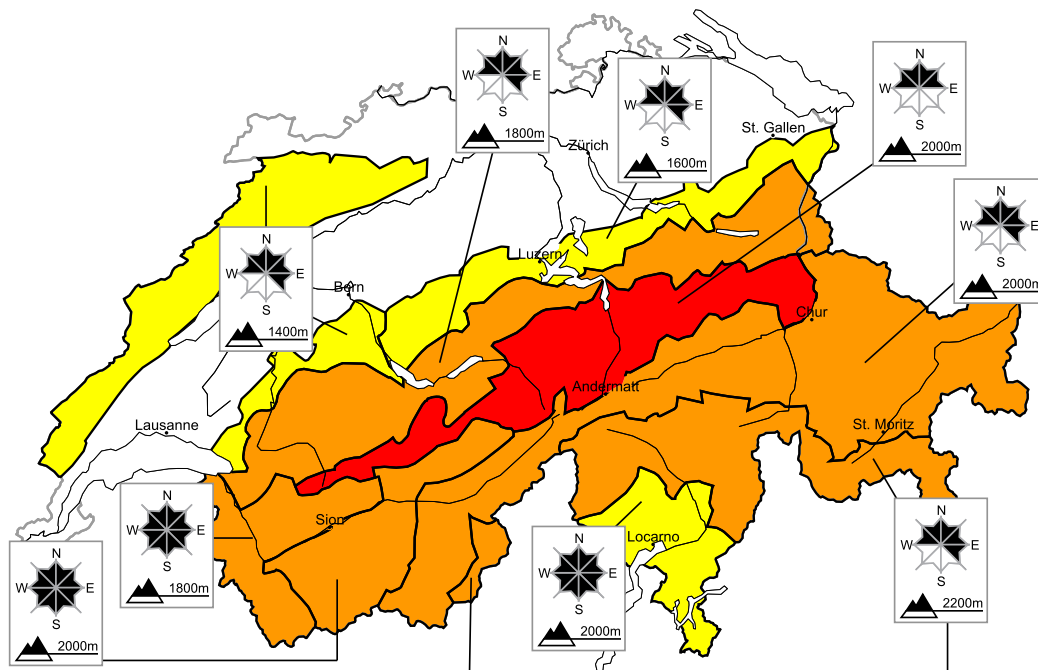 N
W E
S
1800m
N
W E
S
1600m
N
W E
S
2000m
St. Gallen
Zürich
N
W E
S
2000m
N
W E
S
1400m
Luzern
Bern
Chur
Andermatt
Lausanne
St. Moritz
N
W E
S
1800m
Sion
Locarno
N
W E
S
2000m
N
W E
S
2000m
N
W E
S
2200m